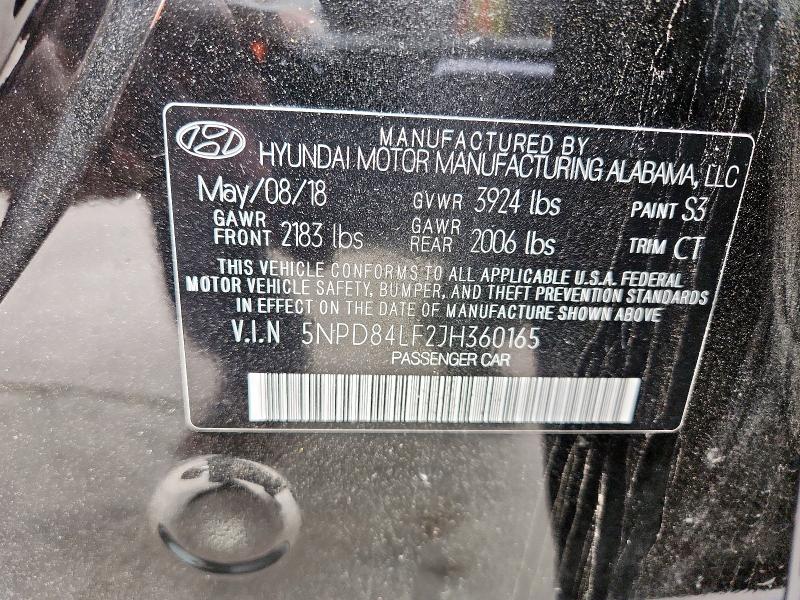 MANUFACTURED BY
HYUNDAI MOTOR MANUFACTURING ALABAMA, LLC
May/08/18 GVWR 3924 lbs PAINT S3
GAWR FRONT 2183 lbs GAWR REAR 2006 lbs TRIM CT
THIS VEHICLE CONFORMS TO ALL APPLICABLE U.S.A. FEDERAL
MOTOR VEHICLE SAFETY, BUMPER, AND THEFT PREVENTION STANDARDS
IN EFFECT ON THE DATE OF MANUFACTURE SHOWN ABOVE
V.I.N 5NPD84LF2JH360165
PASSENGER CAR